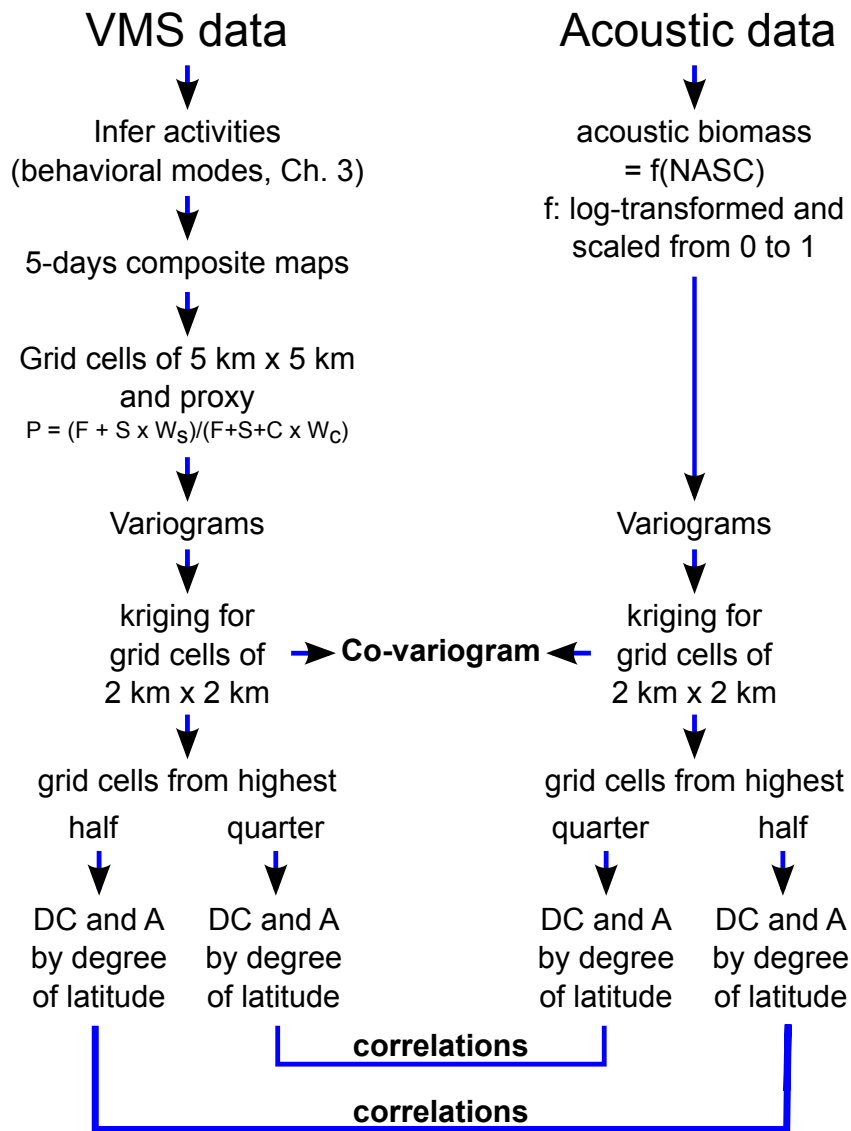 VMS data
Infer activities
(behavioral modes, Ch. 3)
5-days composite maps
Grid cells of 5 km x 5 km
and proxy
P = (F + S x Ws)/(F+S+C x Wc)
Variograms
kriging for
grid cells of
2 km x 2 km
Co-variogram
grid cells from highest
half
quarter
DC and A
by degree
of latitude
DC and A
by degree
of latitude
Acoustic data
acoustic biomass
= f(NASC)
f: log-transformed and
scaled from 0 to 1
Variograms
kriging for
grid cells of
2 km x 2 km
grid cells from highest
quarter
half
DC and A
by degree
of latitude
DC and A
by degree
of latitude
correlations
correlations